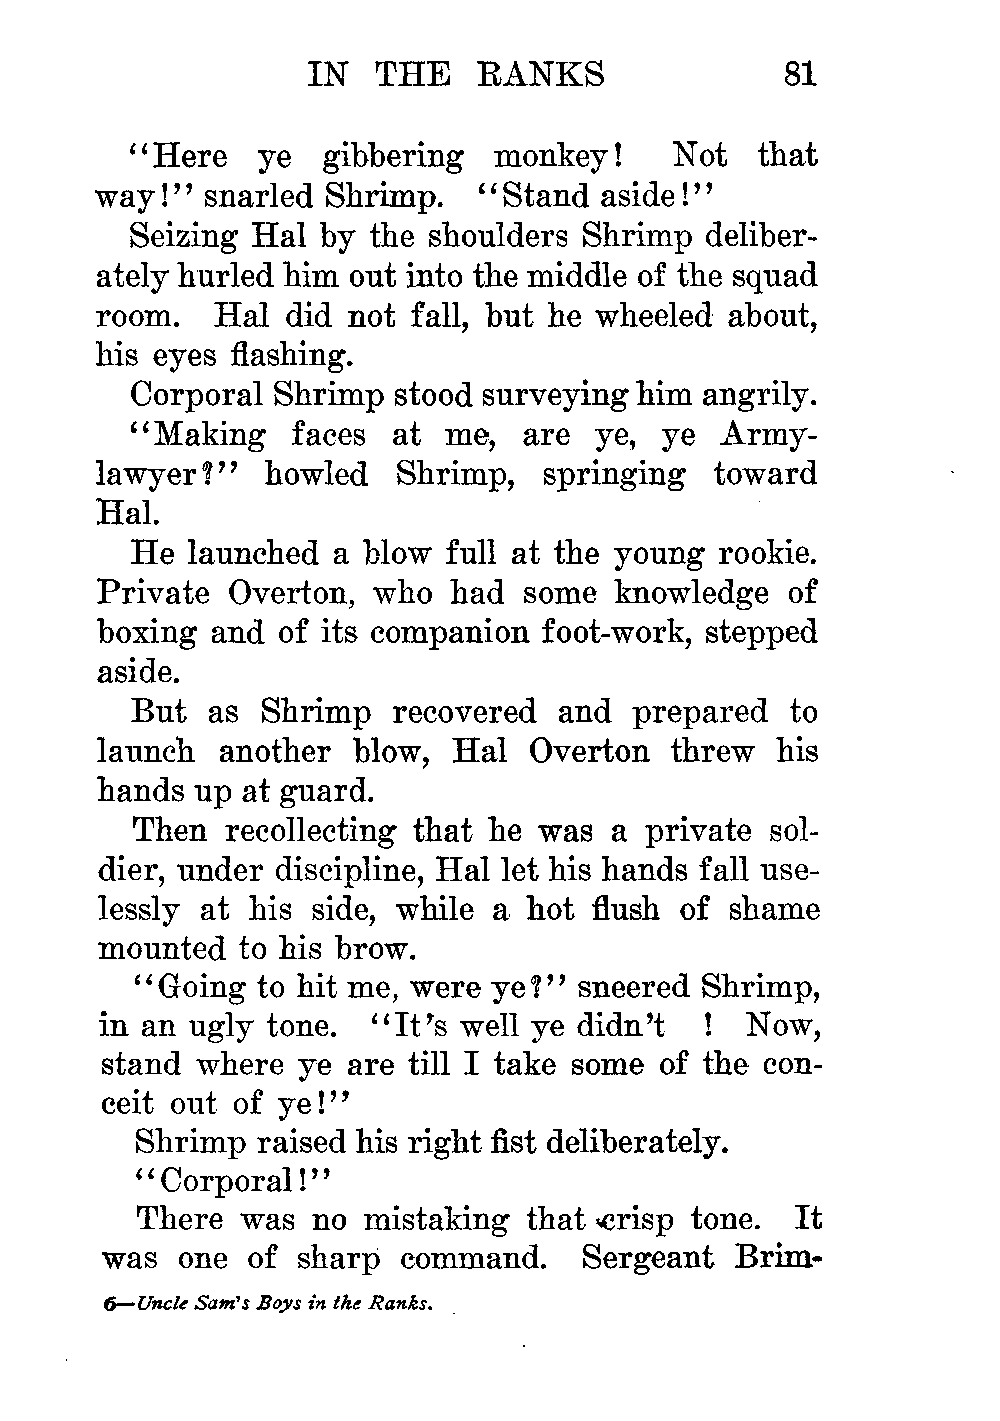 IN THE RANKS 81
"Here ye gibbering monkey! Not that
way!" snarled Shrimp. "Stand aside!"
Seizing Hal by the shoulders Shrimp deliber-
ately hurled him out into the middle of the squad
room. Hal did not fall, but he wheeled about,
his eyes flashing.
Corporal Shrimp stood surveying him angrily.
"Making faces at me, are ye, ye Army-
lawyer?" howled Shrimp, springing toward
Hal.
He launched a blow full at the young rookie.
Private Overton, who had some knowledge of
boxing and of its companion foot-work, stepped
aside.
But as Shrimp recovered and prepared to
launch another blow, Hal Overton threw his
hands up at guard.
Then recollecting that he was a private sol-
dier, under discipline, Hal let his hands fall use-
lessly at his side, while a hot flush of shame
mounted to his brow.
"Going to hit me, were ye?" sneered Shrimp,
in an ugly tone. "It's well ye didn't ! Now,
stand where ye are till I take some of the con-
ceit out of ye!"
Shrimp raised his right fist deliberately.
"Corporal!"
There was no mistaking that crisp tone. It
was one of sharp command. Sergeant Brim-
6—Uncle Sam's Boys in the Ranks.